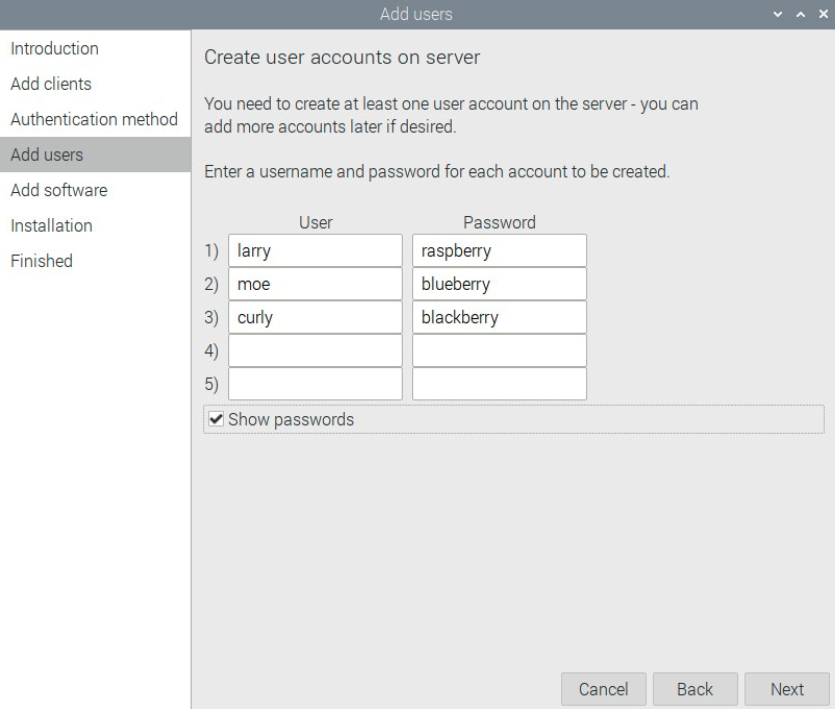 Add users
Introduction
Add clients
Authentication method
Add users
Add software
Installation
Finished
Create user accounts on server
You need to create at least one user account on the server - you can
add more accounts later if desired.
Enter a username and password for each account to be created.
User Password
1) larry raspberry
2) moe blueberry
3) curly blackberry
4)
5)
Show passwords
Cancel Back Next